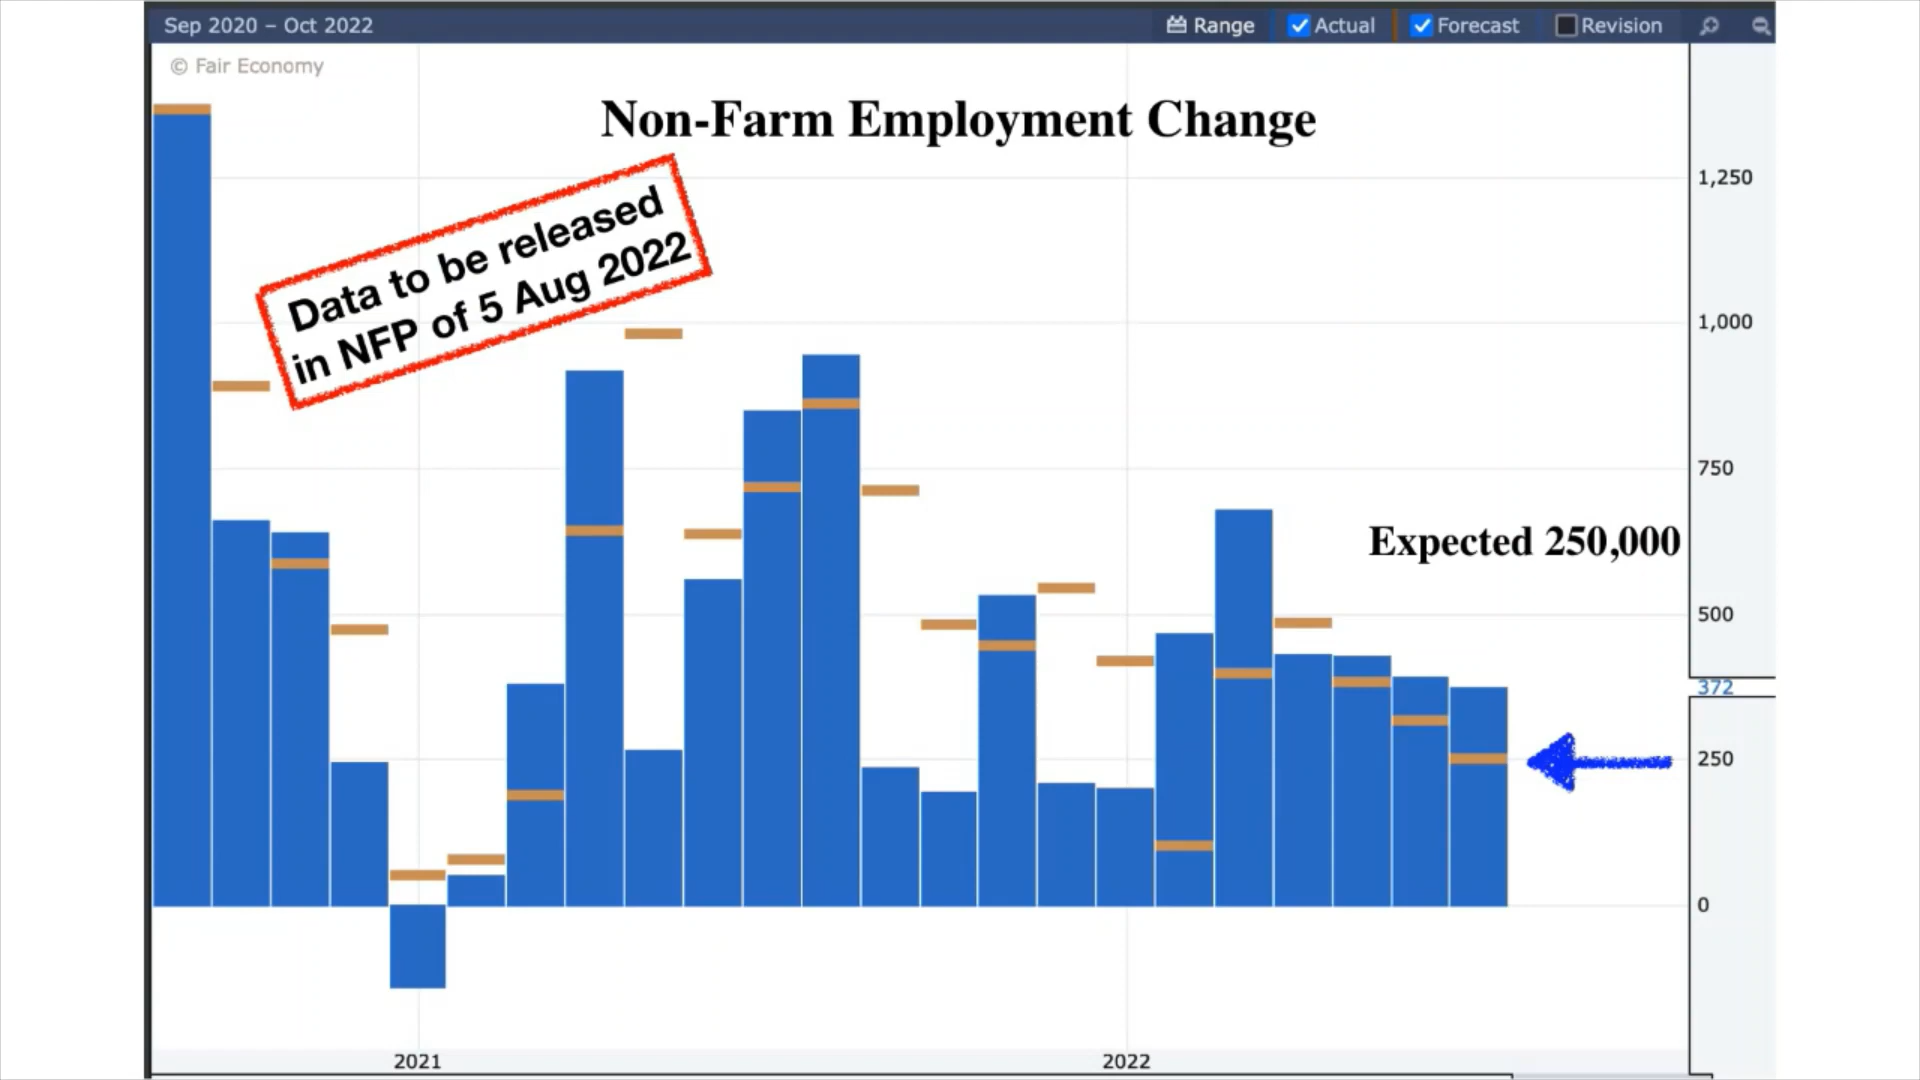 Sep 2020 – Oct 2022
Range
Actual
Forecast
Revision
© Fair Economy
Non-Farm Employment Change
Data to be released
in NFP of 5 Aug 2022
Expected 250,000
1,250
1,000
750
500
372
250
0
2021
2022